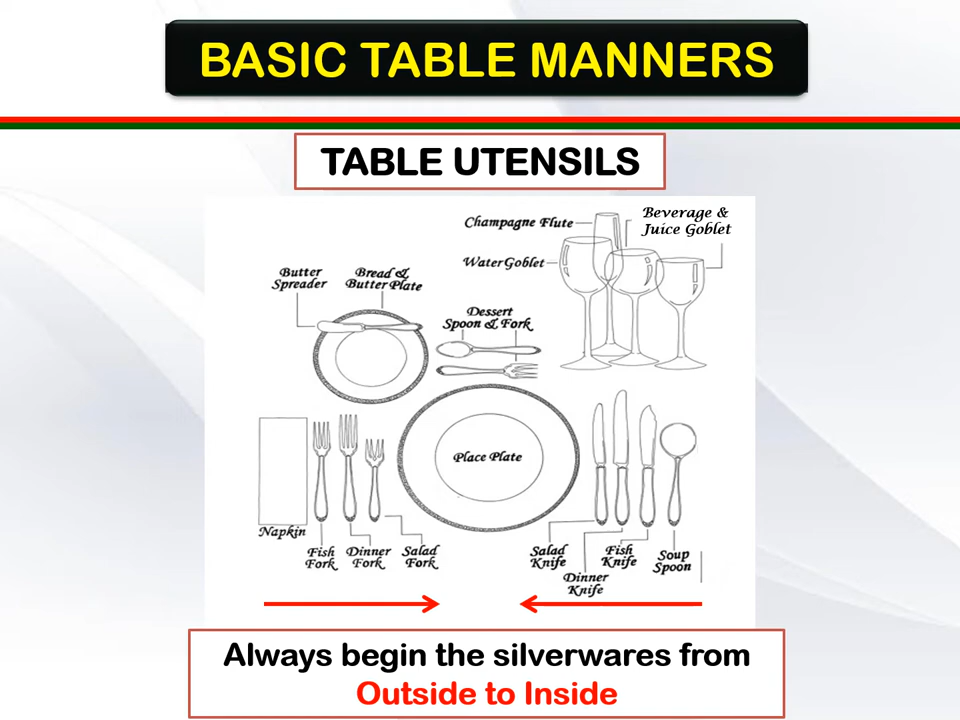 BASIC TABLE MANNERS
TABLE UTENSILS
Champagne Flute
Beverage &
Juice Goblet
Water Goblet
Butter
Spreader
Bread &
Butter Plate
Dessert
Spoon & Fork
Place Plate
Napkin
Fish
Fork
Dinner
Fork
Salad
Fork
Salad
Knife
Dinner
Knife
Fish
Knife
Soup
Spoon
Always begin the silverwares from
Outside to Inside